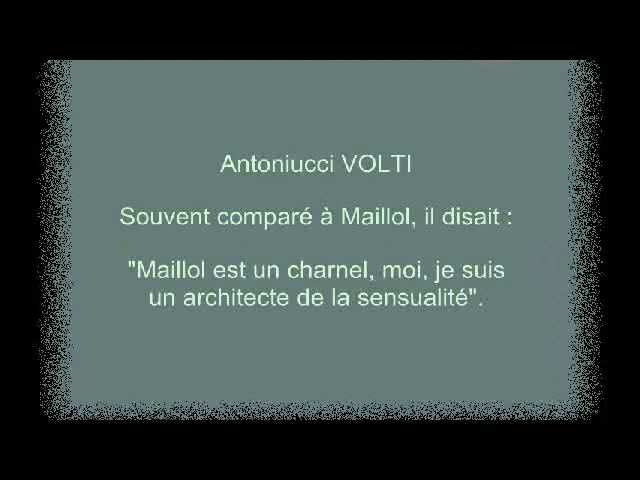 Antoniucci VOLTI
Souvent comparé à Maillol, il disait :
"Maillol est un charnel, moi, je suis
un architecte de la sensualité".